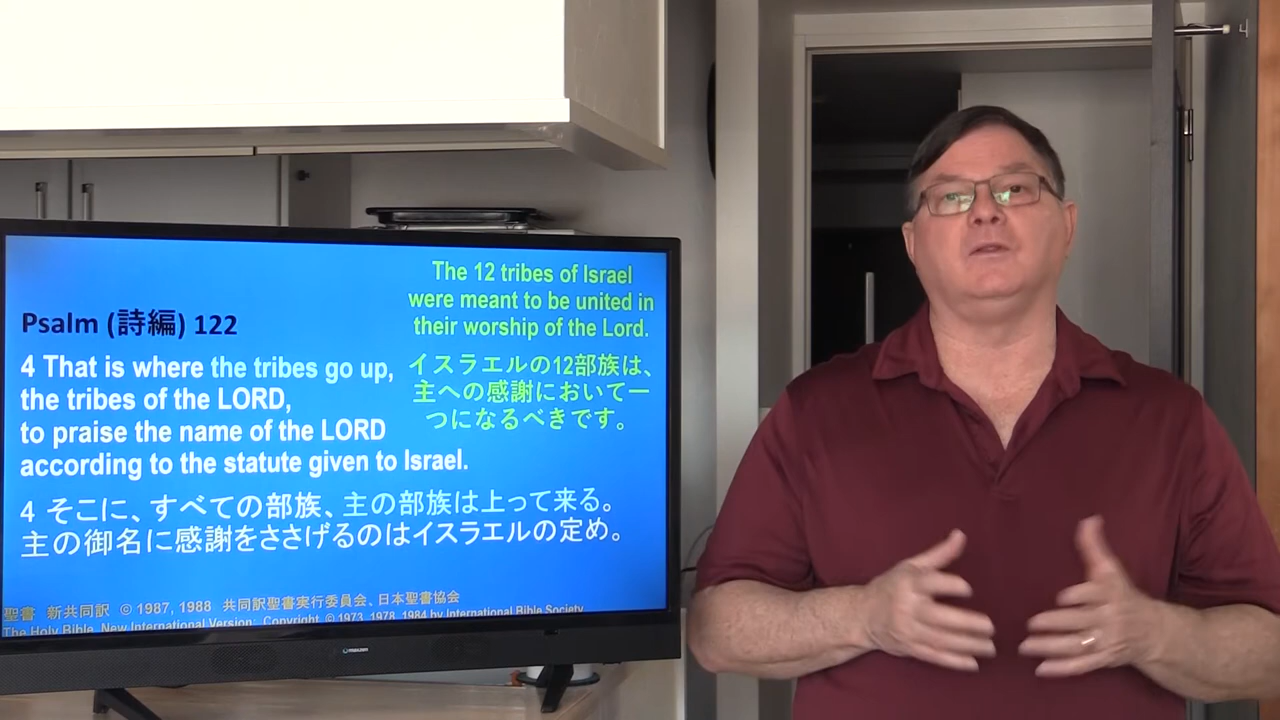 Psalm (詩編) 122
4 That is where the tribes go up,
the tribes of the LORD,
to praise the name of the LORD
according to the statute given to Israel.
4 そこに、すべての部族、主の部族は上って来る。
主の御名に感謝をささげるのはイスラエルの定め。
The 12 tribes of Israel
were meant to be united in
their worship of the Lord.
イスラエルの12部族は、
主への感謝において一
つになるべきです。
聖書 新共同訳 © 1987, 1988 共同訳聖書実行委員会、日本聖書協会
The Holy Bible, New International Version. Copyright © 1973, 1978, 1984 by International Bible Society